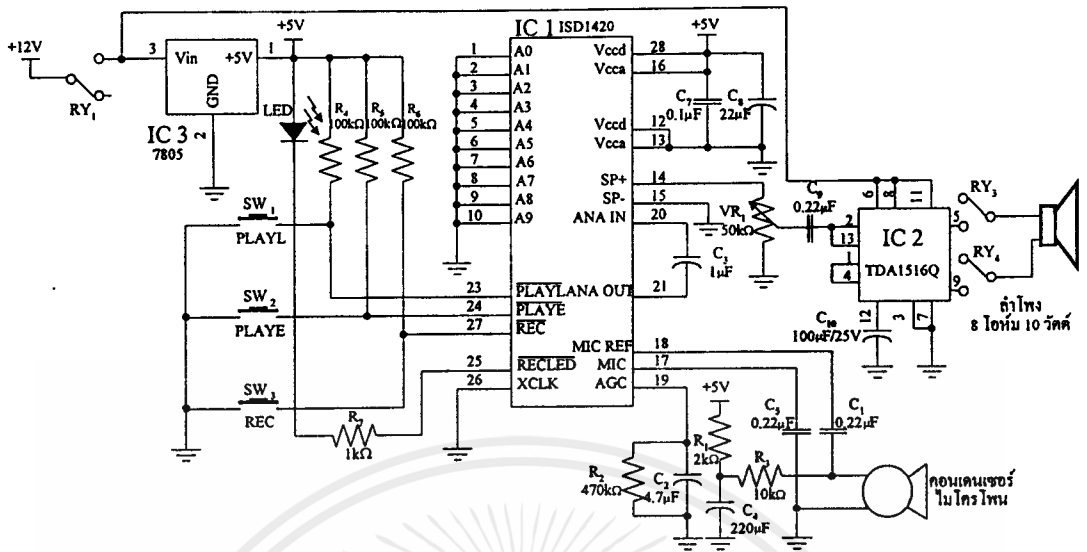 +12V
RY1
3
Vin
+5V
1
GND
2
IC 3
7805
+5V
LED
R4
100kΩ
R5
100kΩ
R6
100kΩ
SW1
PLAYL
SW2
PLAYE
SW3
REC
R7
1kΩ
IC 1 ISD1420
1 A0
2 A1
3 A2
4 A3
5 A4
6 A5
7 A6
8 A7
9 A8
10 A9
23 PLAYL
24 PLAYE
27 REC
25 RECLED
26 XCLK
Vccd 28
Vcca 16
Vccd 12
Vcca 13
SP+ 14
SP- 15
ANA IN 20
ANA OUT 21
MIC REF 18
MIC 17
AGC 19
+5V
C7
0.1μF
C8
22μF
VR1
50kΩ
C9
0.22μF
C3
1μF
6
8
11
2
13
1
4
IC 2
TDA1516Q
5
9
12
3
7
RY3
RY4
C10
100μF/25V
ลำโพง
8 โอห์ม 10 วัตต์
R2
470kΩ
C2
4.7μF
+5V
R1
2kΩ
C4
220μF
R3
10kΩ
C5
0.22μF
C1
0.22μF
คอนเดนเซอร์
ไมโครโฟน